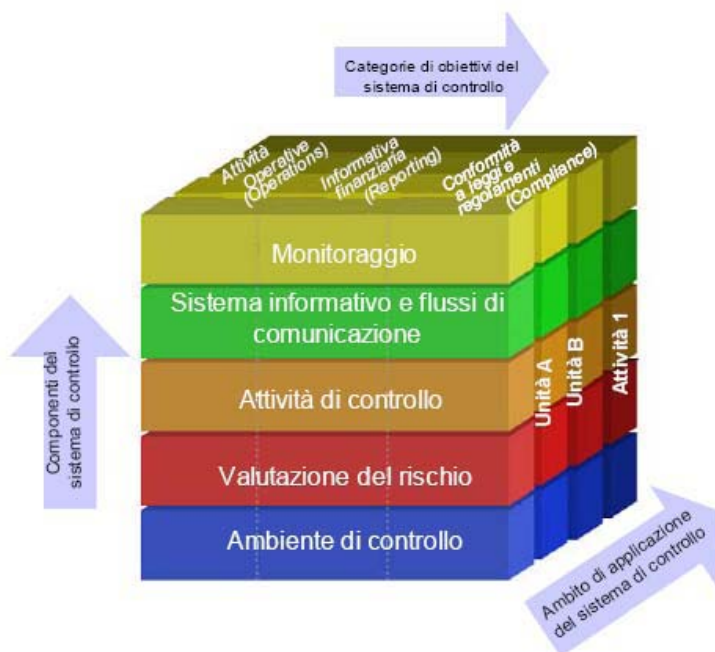 Categorie di obiettivi del
sistema di controllo
Attività
Operative
(Operations)
Informativa
finanziaria
(Reporting)
Conformità
a leggi e
regolamenti
(Compliance)
Monitoraggio
Sistema informativo e flussi di
comunicazione
Attività di controllo
Valutazione del rischio
Ambiente di controllo
Unità A
Unità B
Attività 1
Componenti del
sistema di controllo
Ambito di applicazione
del sistema di controllo